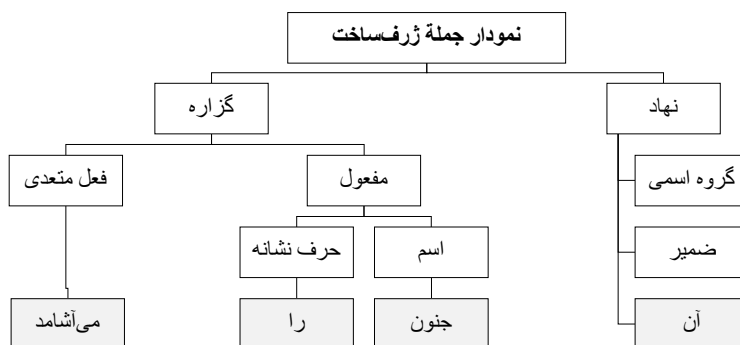 نمودار جملة ژرف‌ساخت
نهاد
گزاره
گروه اسمی
مفعول
فعل متعدی
ضمیر
اسم
حرف نشانه
آن
جنون
را
می‌آشامد